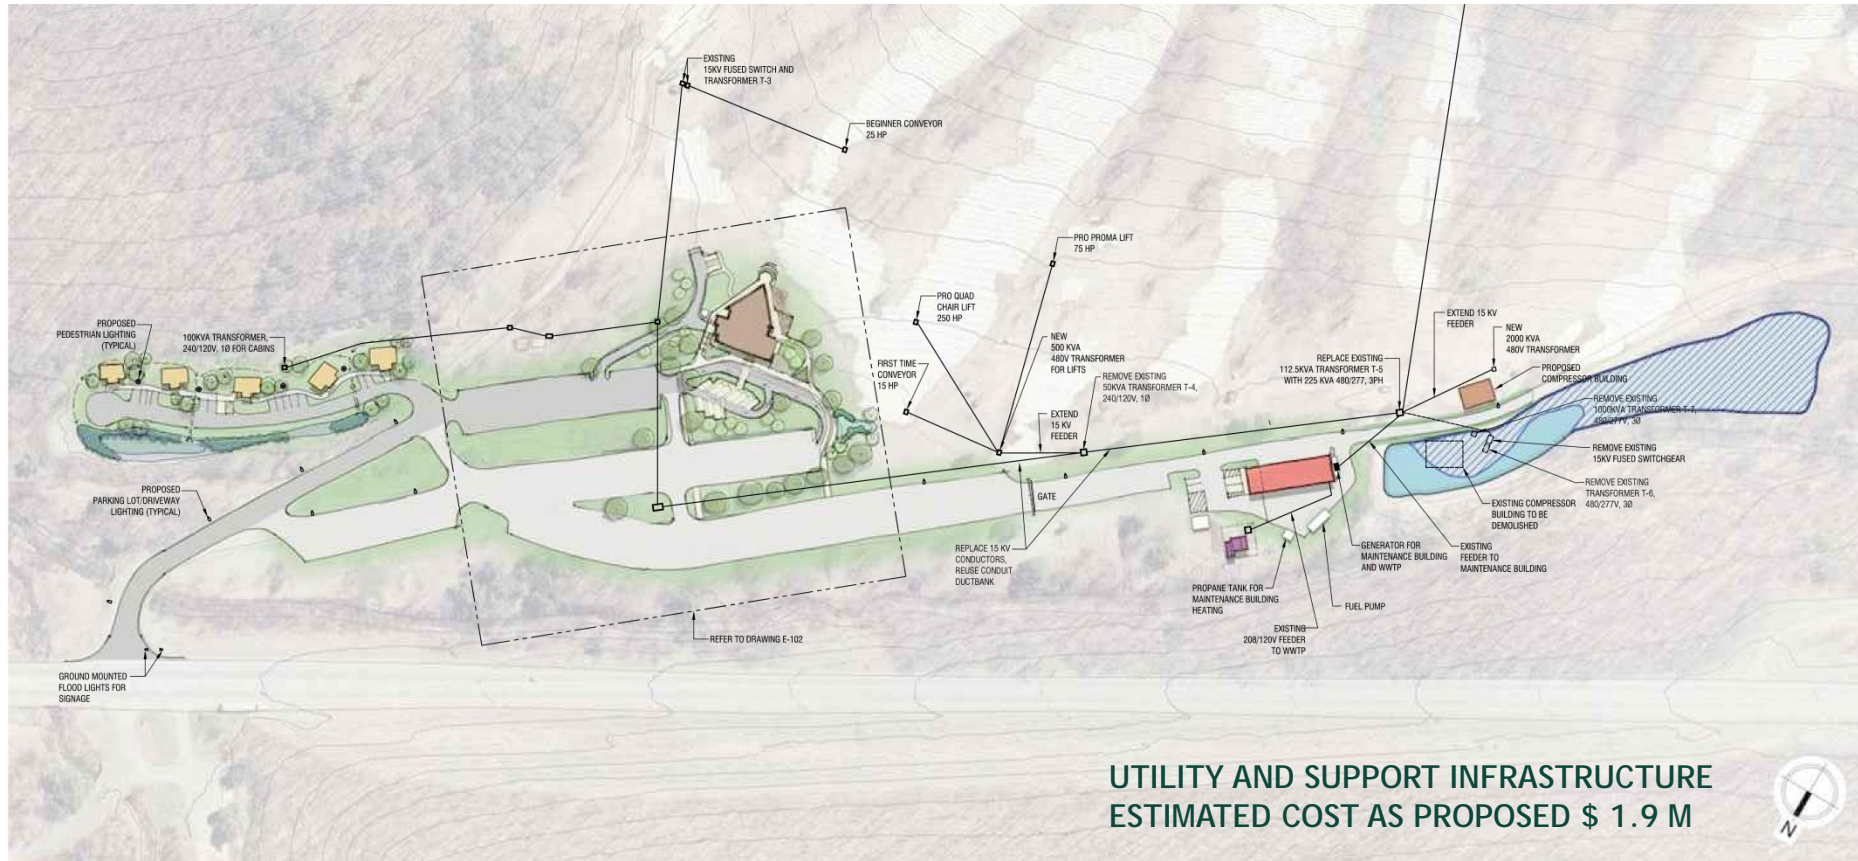 EXISTING
15KV FUSED SWITCH AND
TRANSFORMER T-3
BEGINNER CONVEYOR
25 HP
PRO PROMA LIFT
75 HP
PRO QUAD
CHAIR LIFT
250 HP
PROPOSED
PEDESTRIAN LIGHTING
(TYPICAL)
100KVA TRANSFORMER,
240/120V, 1Ø FOR CABINS
FIRST TIME
CONVEYOR
15 HP
NEW
500 KVA
480V TRANSFORMER
FOR LIFTS
REMOVE EXISTING
50KVA TRANSFORMER T-4,
240/120V, 1Ø
EXTEND
15 KV
FEEDER
REPLACE EXISTING
112.5KVA TRANSFORMER T-5
WITH 225 KVA 480/277, 3PH
EXTEND 15 KV
FEEDER
NEW
2000 KVA
480V TRANSFORMER
PROPOSED
COMPRESSOR BUILDING
REMOVE EXISTING
1000KVA TRANSFORMER T-7,
480/277V, 3Ø
REMOVE EXISTING
15KV FUSED SWITCHGEAR
REMOVE EXISTING
TRANSFORMER T-6,
480/277V, 3Ø
EXISTING COMPRESSOR
BUILDING TO BE
DEMOLISHED
PROPOSED
PARKING LOT/DRIVEWAY
LIGHTING (TYPICAL)
GATE
REPLACE 15 KV
CONDUCTORS,
REUSE CONDUIT
DUCTBANK
GENERATOR FOR
MAINTENANCE BUILDING
AND WWTP
EXISTING
FEEDER TO
MAINTENANCE BUILDING
PROPANE TANK FOR
MAINTENANCE BUILDING
HEATING
FUEL PUMP
EXISTING
208/120V FEEDER
TO WWTP
REFER TO DRAWING E-102
GROUND MOUNTED
FLOOD LIGHTS FOR
SIGNAGE
UTILITY AND SUPPORT INFRASTRUCTURE
ESTIMATED COST AS PROPOSED $ 1.9 M
N